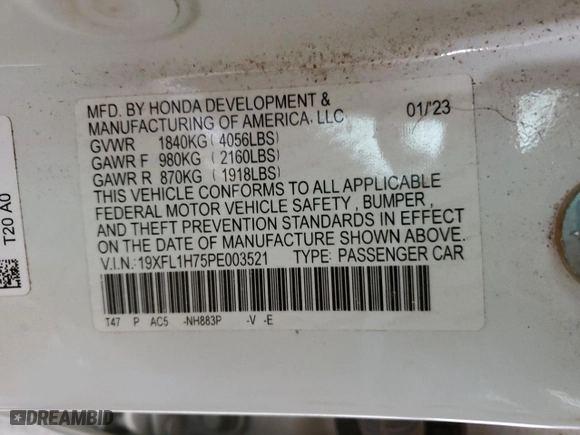 MFD. BY HONDA DEVELOPMENT &
MANUFACTURING OF AMERICA, LLC 01/'23
GVWR 1840KG ( 4056LBS )
GAWR F 980KG ( 2160LBS )
GAWR R 870KG ( 1918LBS )
THIS VEHICLE CONFORMS TO ALL APPLICABLE
FEDERAL MOTOR VEHICLE SAFETY , BUMPER ,
AND THEFT PREVENTION STANDARDS IN EFFECT
ON THE DATE OF MANUFACTURE SHOWN ABOVE.
V.I.N.:19XFL1H75PE003521 TYPE: PASSENGER CAR
T47 P AC5 -NH883P -V -E
T20 A0
DREAMBID